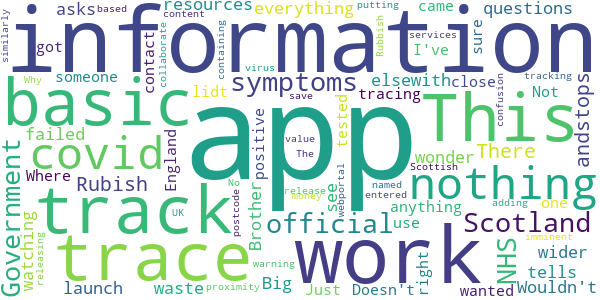 similarly
asks
based
content
resources
everything
came
questions
putting
Rubbish
services
collaborate
containing
virus
got
contact
I've
sure
information
someone
symptoms
elsewith
close
tracking
Why
lidt
tracing
Not
andstops
basic
app
This
save
confusion
failed
England
positive
tested
value
The
wonder
There
covid
nothing
Government
Where
Rubish
see
anything
one
No
release
named
Scottish
UK
money
entered
adding
track
official
use
Scotland
watching
releasing
postcode
Brother
webportal
NHS
imminent
trace
work
right
wider
warning
proximity
Big
tells
launch
waste
Just
Doesn't
wanted
Wouldn't